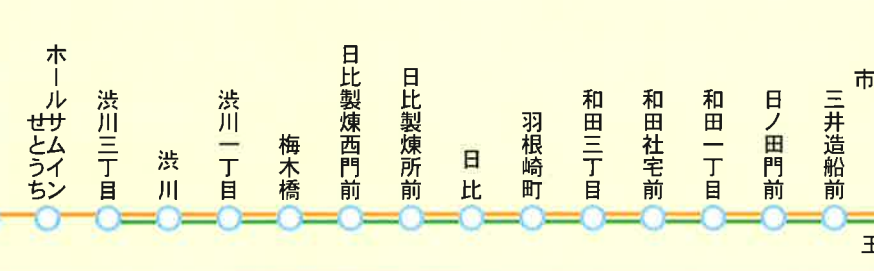 ホールサムイン
せとうち
渋川三丁目
渋川
渋川一丁目
梅木橋
日比製煉西門前
日比製煉所前
日比
羽根崎町
和田三丁目
和田社宅前
和田一丁目
日ノ田門前
三井造船前
市